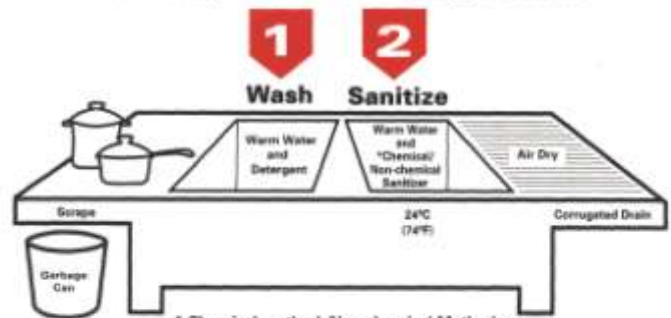 1
2
Wash
Sanitize
Warm Water
and
Detergent
Warm Water
and
*Chemical/
Non-chemical
Sanitizer
Air Dry
Scrape
24°C
(74°F)
Corrugated Drain
Garbage
Can